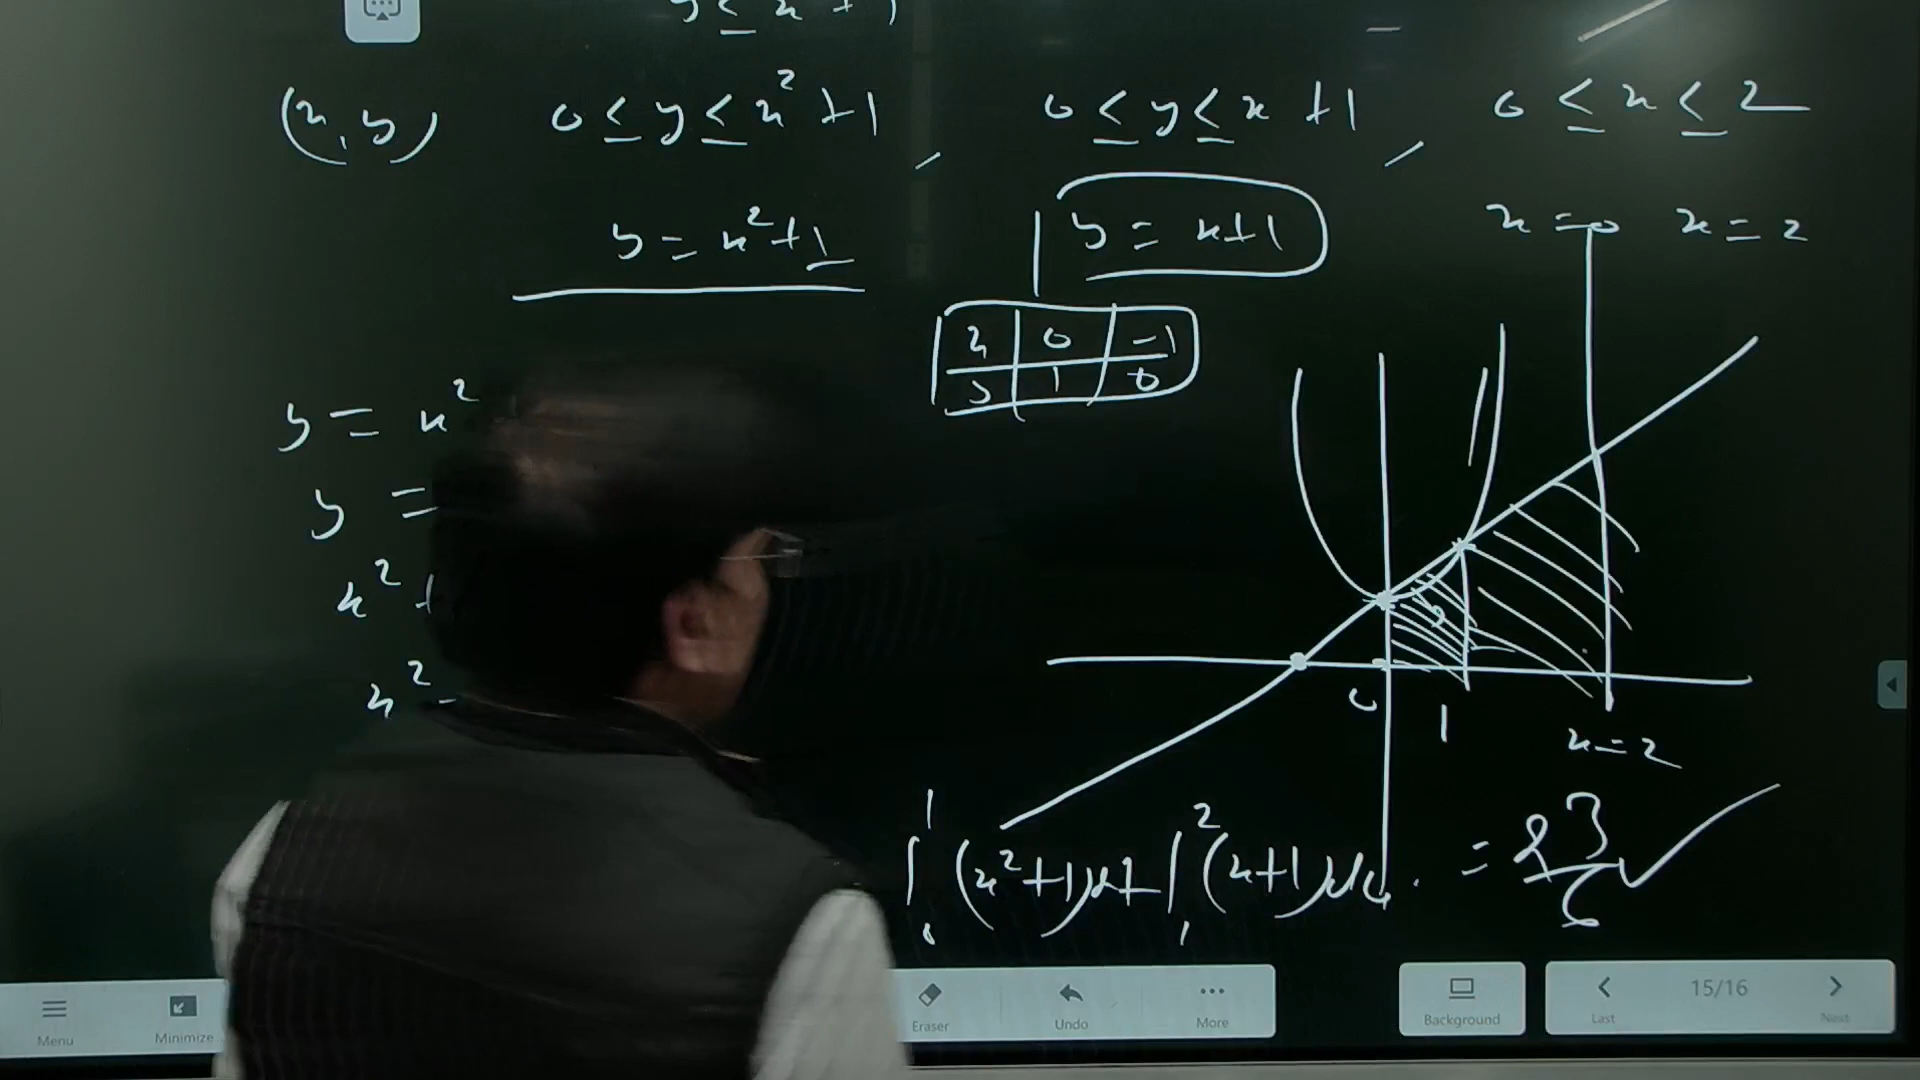 y ≤ x + 1
(x, y) 0 ≤ y ≤ x² + 1 , 0 ≤ y ≤ x + 1 , 0 ≤ x ≤ 2
y = x² + 1 | y = x + 1 x = 0 x = 2
x | 0 | -1
y | 1 | 0
y = x²
y =
x² +
x² -
0 1 x = 2
∫₀¹ (x² + 1) dx + ∫₁² (x + 1) dx . = 23/6 ✓
Menu Minimize Eraser Undo More Background Last 15/16 Next